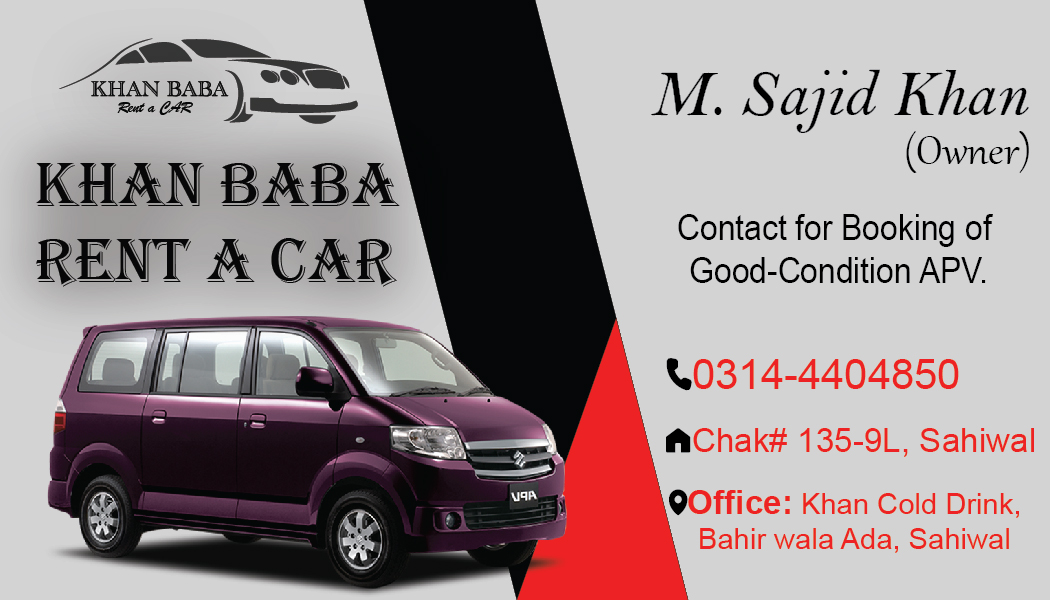 KHAN BABA
Rent a CAR
KHAN BABA
RENT A CAR
APV
M. Sajid Khan
(Owner)
Contact for Booking of
Good-Condition APV.
0314-4404850
Chak# 135-9L, Sahiwal
Office: Khan Cold Drink,
Bahir wala Ada, Sahiwal